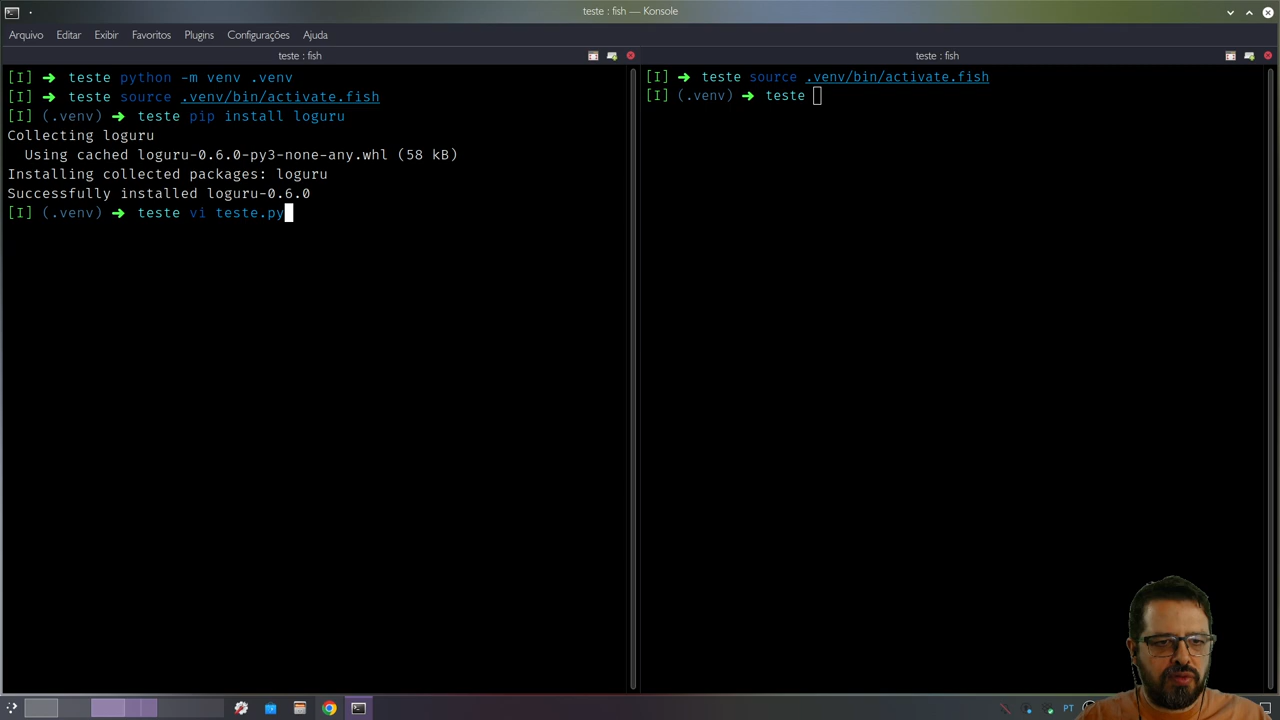 teste : fish — Konsole
Arquivo Editar Exibir Favoritos Plugins Configurações Ajuda
teste : fish
[I] ➜ teste python -m venv .venv
[I] ➜ teste source .venv/bin/activate.fish
[I] (.venv) ➜ teste pip install loguru
Collecting loguru
Using cached loguru-0.6.0-py3-none-any.whl (58 kB)
Installing collected packages: loguru
Successfully installed loguru-0.6.0
[I] (.venv) ➜ teste vi teste.py
teste : fish
[I] ➜ teste source .venv/bin/activate.fish
[I] (.venv) ➜ teste
PT